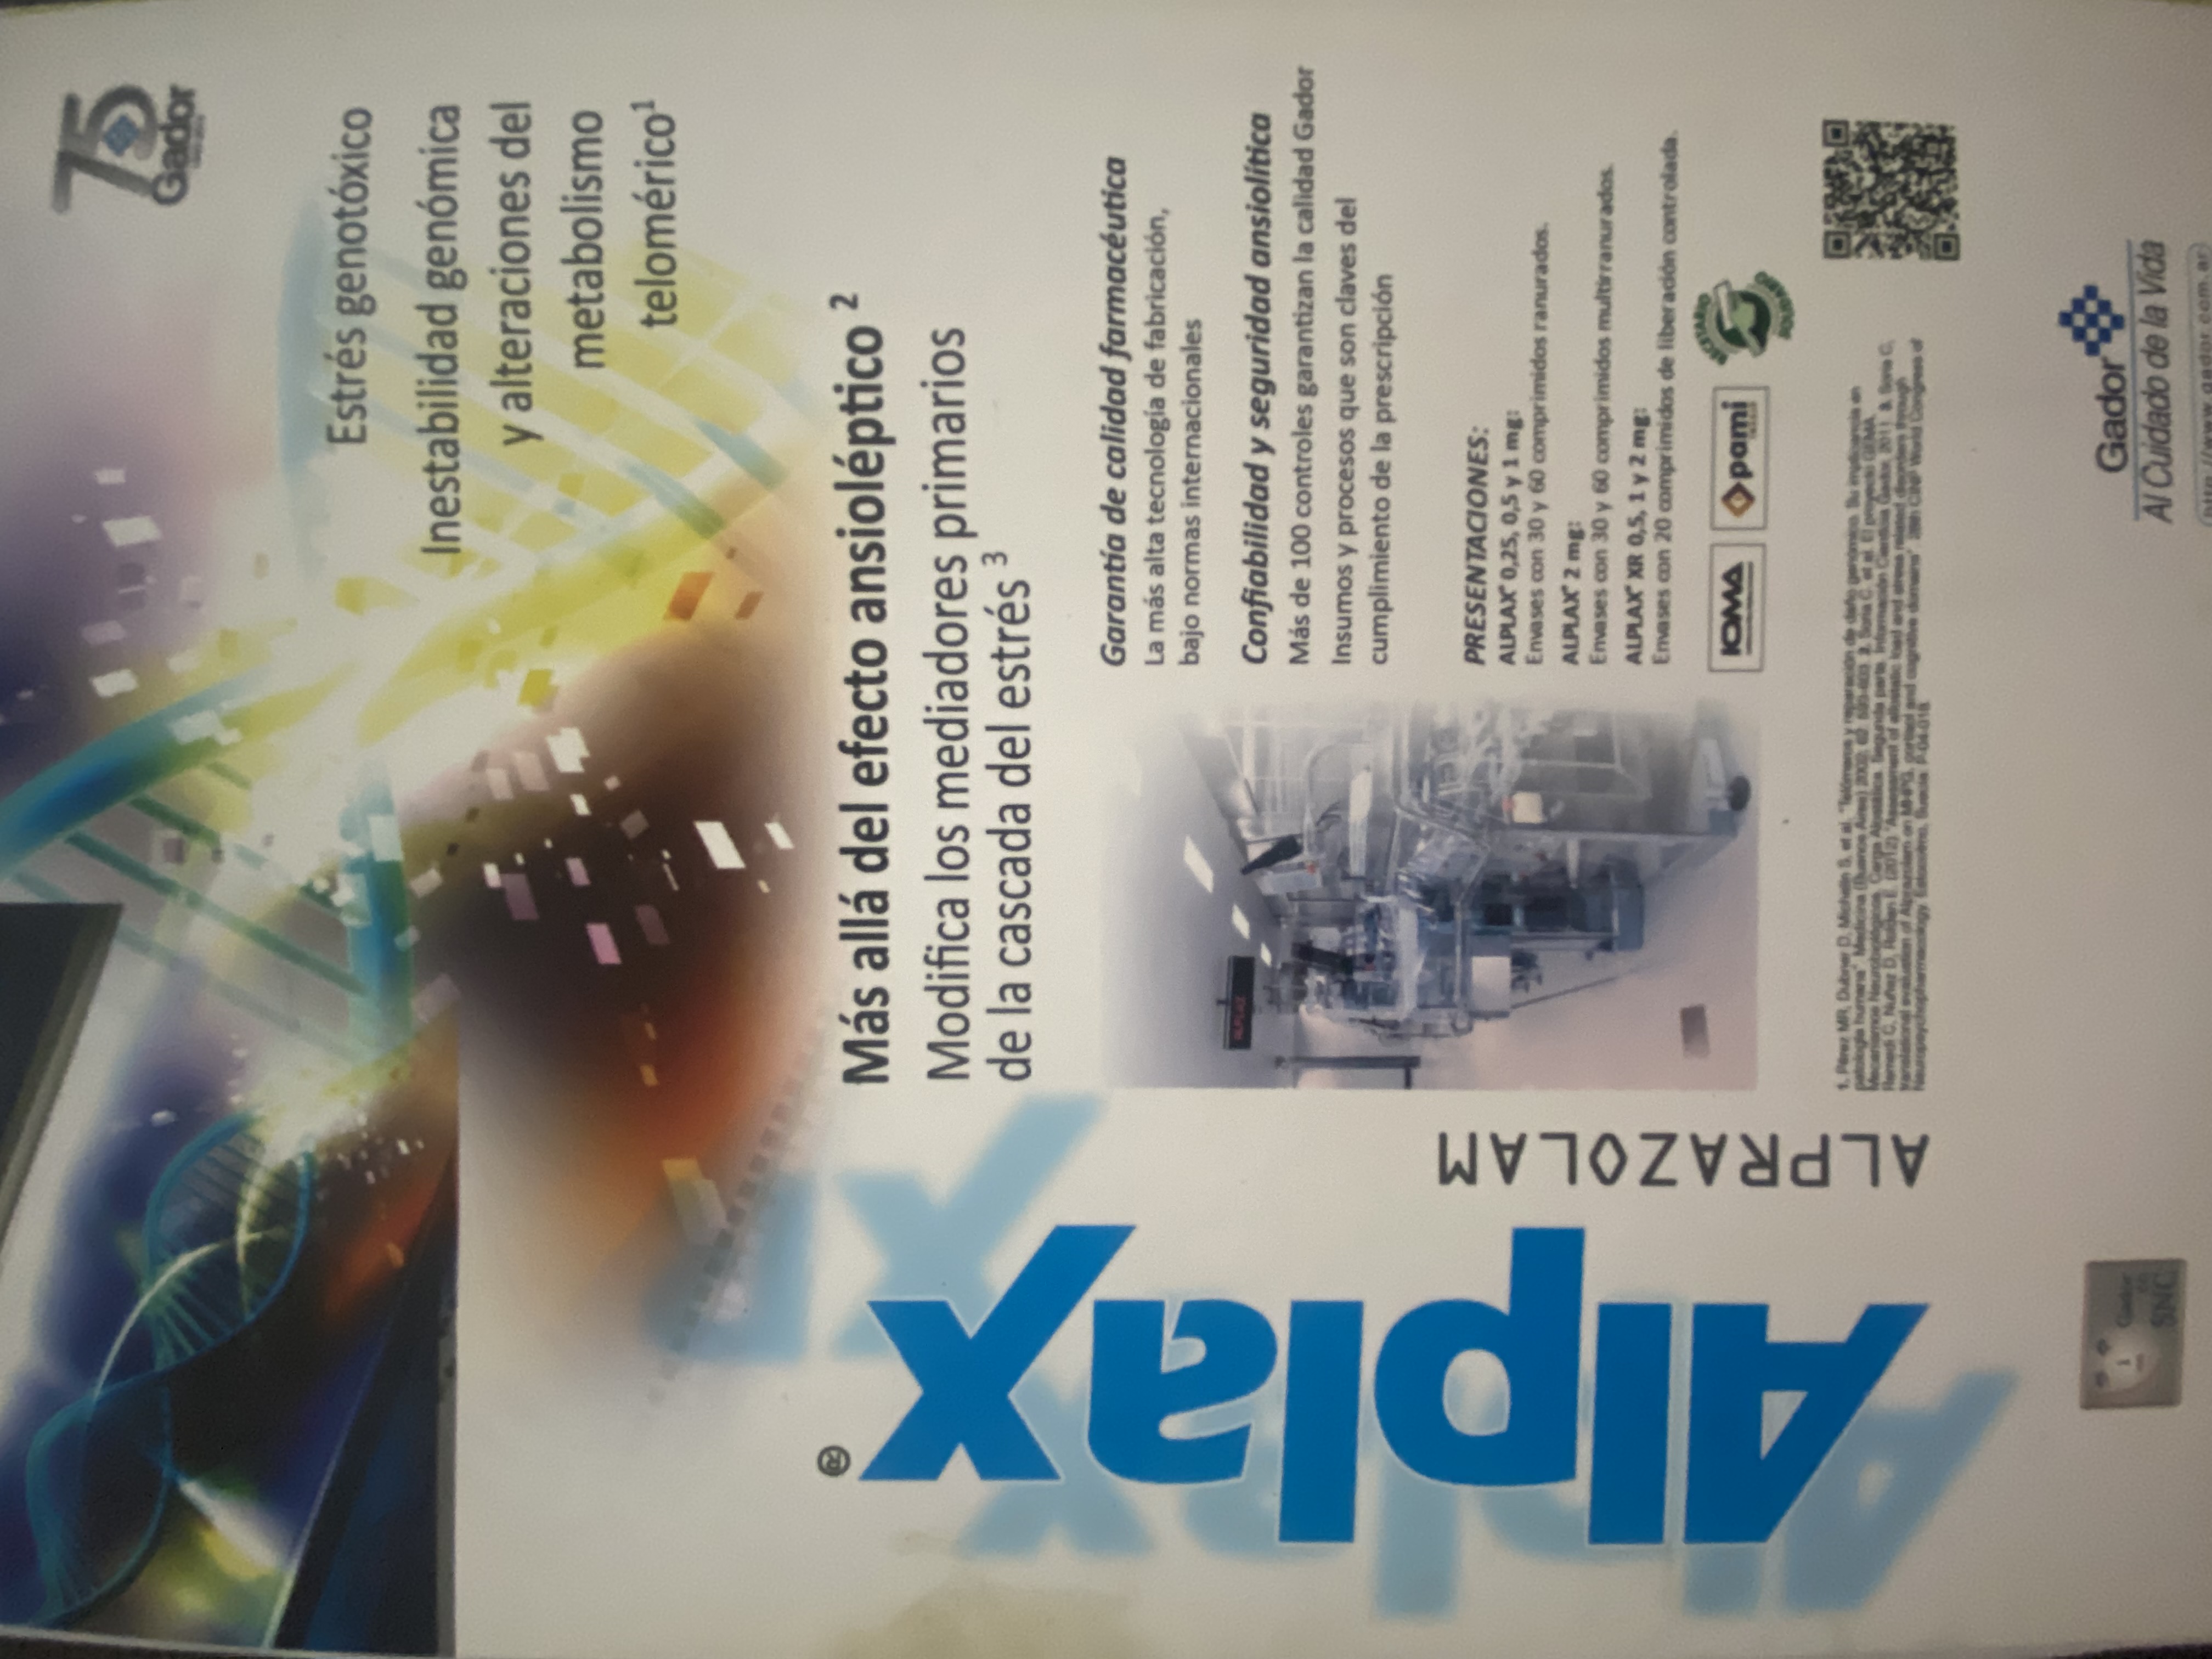 75
Gador
Estrés genotóxico
Inestabilidad genómica
y alteraciones del
metabolismo
telomérico¹
Alplax®
ALPRAZOLAM
Más allá del efecto ansioléptico ²
Modifica los mediadores primarios
de la cascada del estrés ³
ALPLAX
Garantía de calidad farmacéutica
La más alta tecnología de fabricación,
bajo normas internacionales
Confiabilidad y seguridad ansiolítica
Más de 100 controles garantizan la calidad Gador
Insumos y procesos que son claves del
cumplimiento de la prescripción
PRESENTACIONES:
ALPLAX® 0,25, 0,5 y 1 mg:
Envases con 30 y 60 comprimidos ranurados.
ALPLAX® 2 mg:
Envases con 30 y 60 comprimidos multirranurados.
ALPLAX® XR 0,5, 1 y 2 mg:
Envases con 20 comprimidos de liberación controlada.
IOMA
pami
RECETARIO
SOLIDARIO
1. Pérez MR, Dubner D, Michelin S, et al. "Telómeros y reparación de daño genómico. Su implicancia en
patología humana". Medicina (Buenos Aires) 2002; 62: 593-603. 2. Soria C, et al. El proyecto GEMA.
Mecanismos Neurobiológicos. Carga Alostática. Segunda parte. Información Científica Gador, 2011. 3. Soria C,
Remedi C, Nuñez D, Roldan E. (2012) "Assessment of allostatic load and stress related disorders through
translational evaluation of Alprazolam on MHPG, cortisol and cognitive domains". 28th CINP World Congress of
Neuropsychopharmacology. Estocolmo, Suecia. P-04-018.
Gador
en
SNC
Gador
Al Cuidado de la Vida
http://www.gador.com.ar